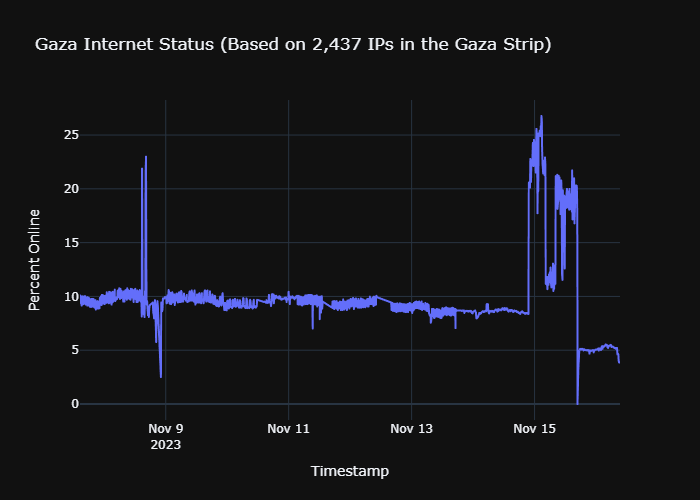 Gaza Internet Status (Based on 2,437 IPs in the Gaza Strip)
Percent Online
25
20
15
10
5
0
Nov 9
2023
Nov 11
Nov 13
Nov 15
Timestamp